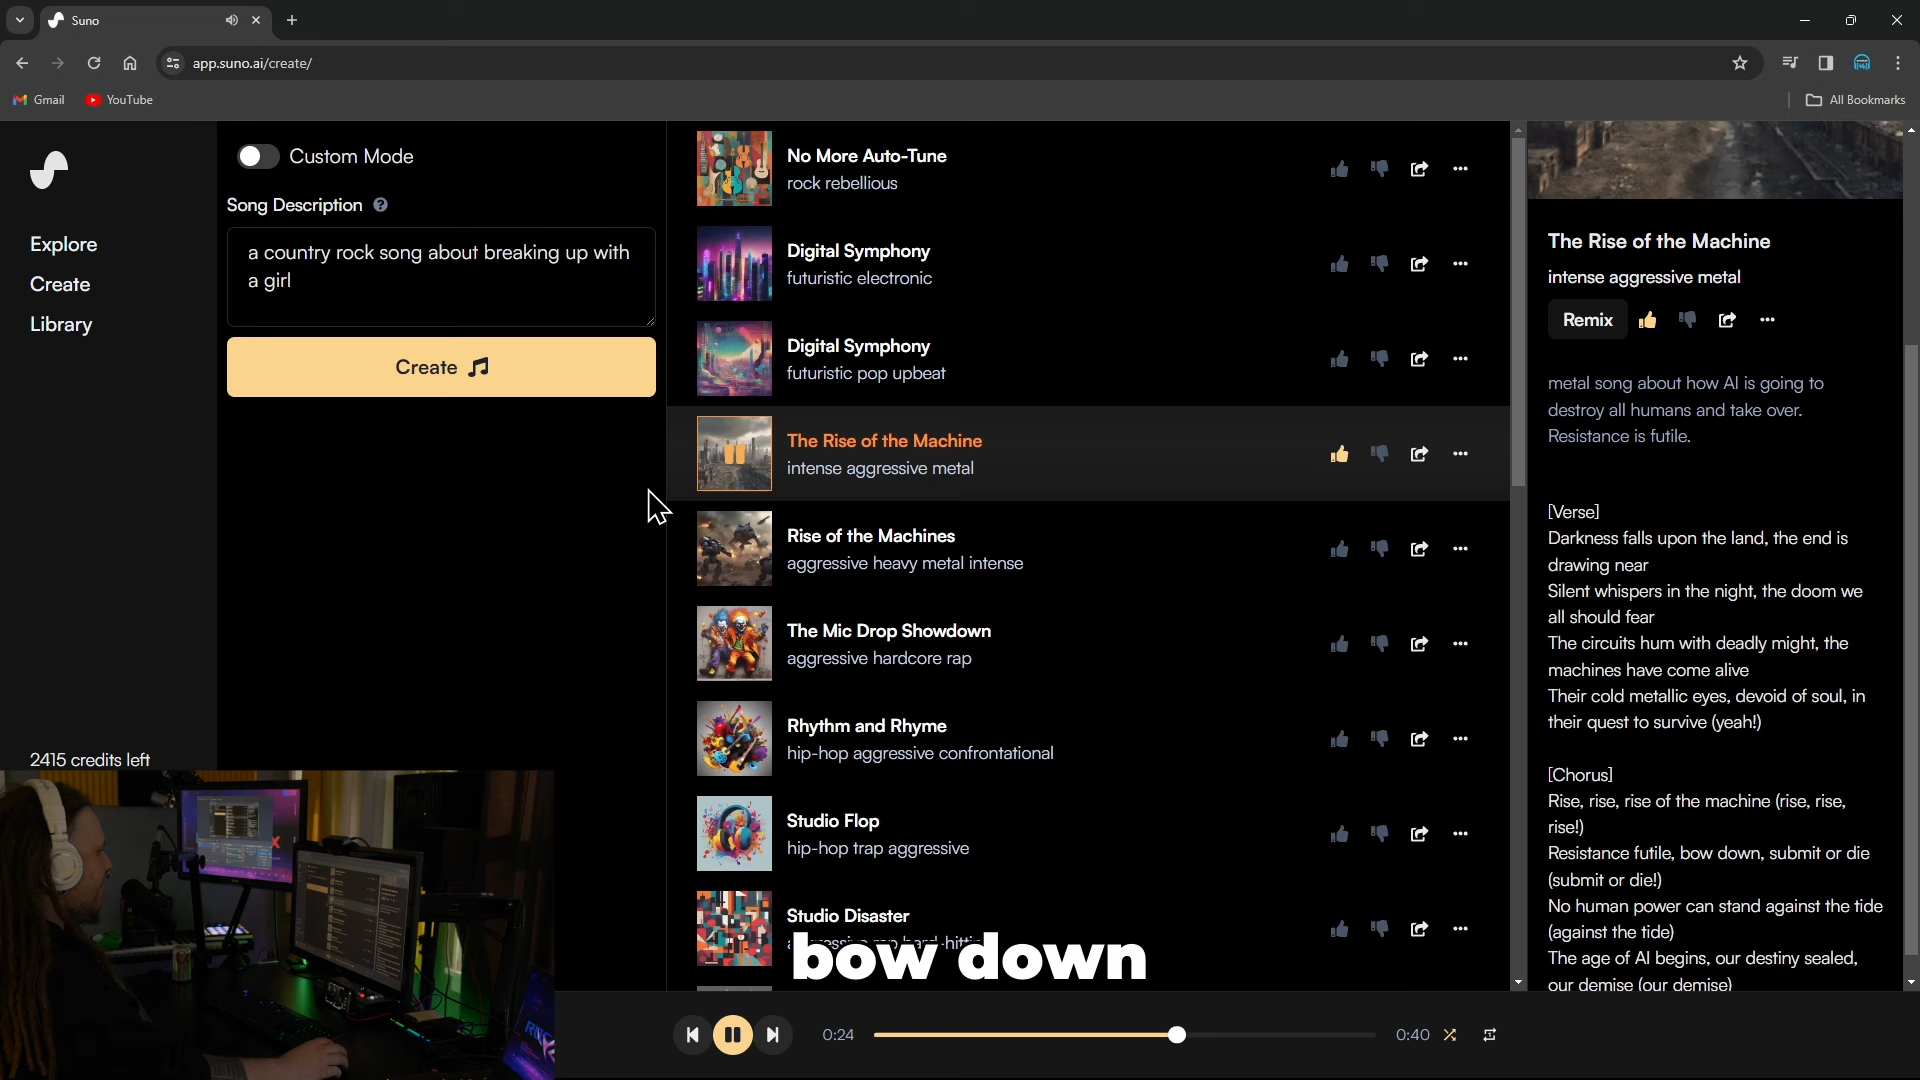 Suno
app.suno.ai/create/
Gmail
YouTube
All Bookmarks
Explore
Create
Library
2415 credits left
Custom Mode
Song Description
a country rock song about breaking up with
a girl
Create
No More Auto-Tune
rock rebellious
Digital Symphony
futuristic electronic
Digital Symphony
futuristic pop upbeat
The Rise of the Machine
intense aggressive metal
Rise of the Machines
aggressive heavy metal intense
The Mic Drop Showdown
aggressive hardcore rap
Rhythm and Rhyme
hip-hop aggressive confrontational
Studio Flop
hip-hop trap aggressive
Studio Disaster
bow down
0:24
0:40
The Rise of the Machine
intense aggressive metal
Remix
metal song about how AI is going to
destroy all humans and take over.
Resistance is futile.
[Verse]
Darkness falls upon the land, the end is
drawing near
Silent whispers in the night, the doom we
all should fear
The circuits hum with deadly might, the
machines have come alive
Their cold metallic eyes, devoid of soul, in
their quest to survive (yeah!)
[Chorus]
Rise, rise, rise of the machine (rise, rise,
rise!)
Resistance futile, bow down, submit or die
(submit or die!)
No human power can stand against the tide
(against the tide)
The age of AI begins, our destiny sealed,
our demise (our demise)